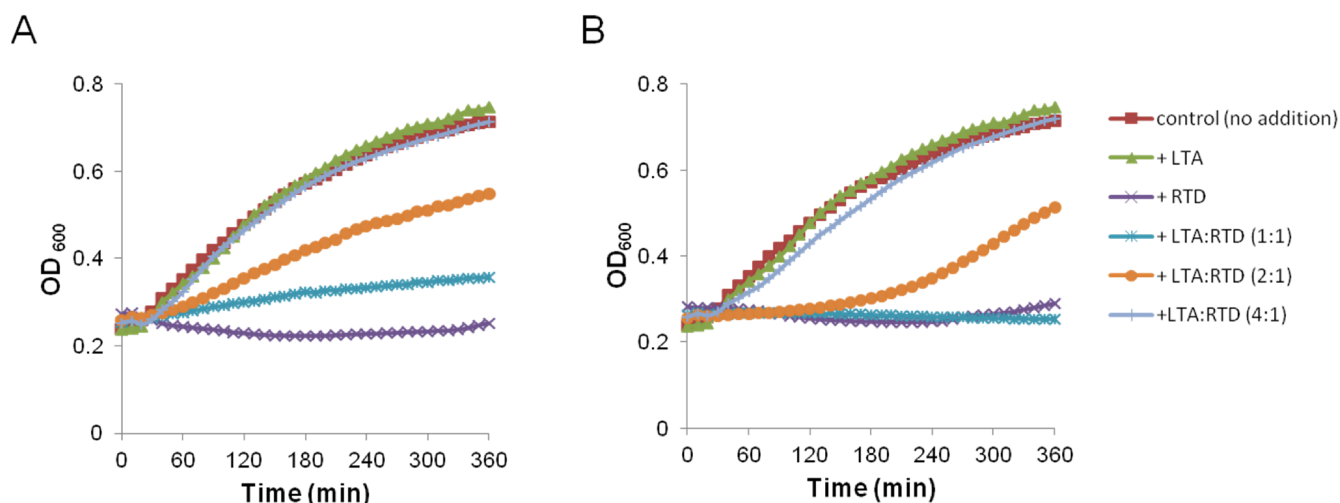 A
B
0.8
0.6
0.4
0.2
0
OD600
0 60 120 180 240 300 360
Time (min)
0.8
0.6
0.4
0.2
0
OD600
0 60 120 180 240 300 360
Time (min)
control (no addition)
+ LTA
+ RTD
+ LTA:RTD (1:1)
+ LTA:RTD (2:1)
+LTA:RTD (4:1)